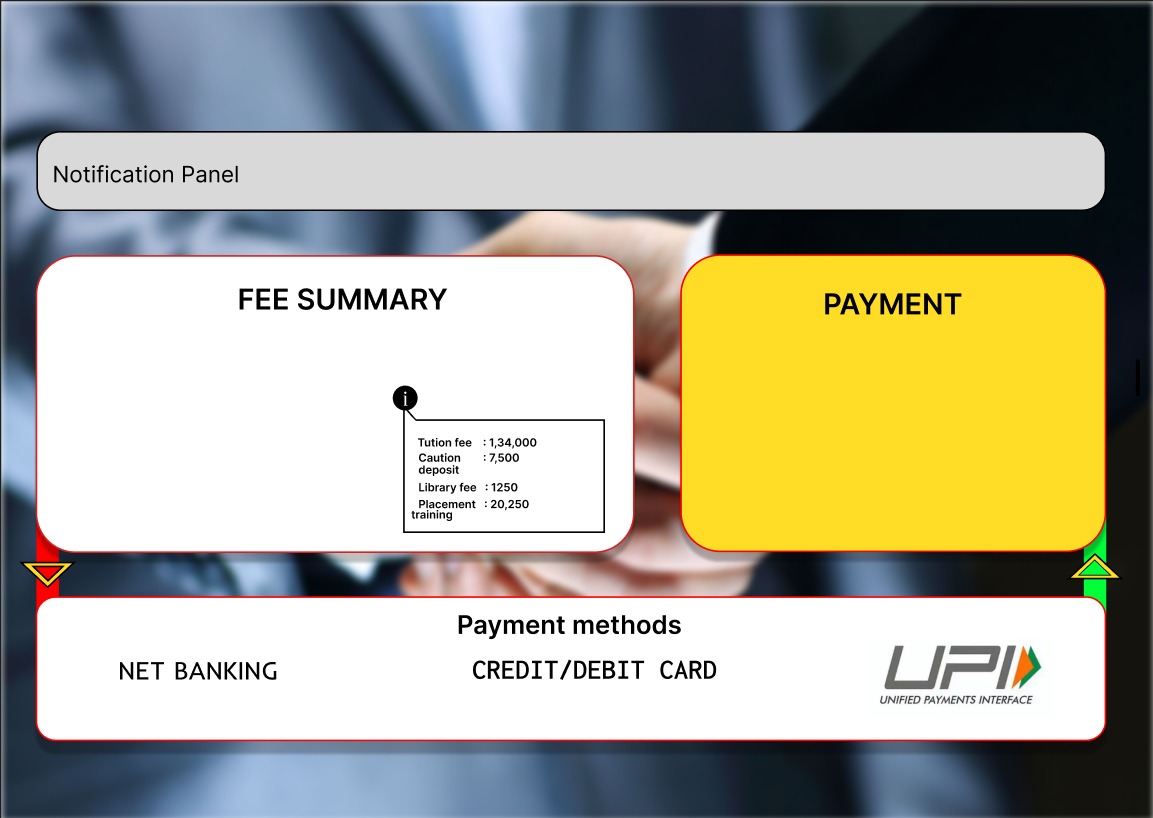 Notification Panel
FEE SUMMARY
i
Tution fee : 1,34,000
Caution : 7,500
deposit
Library fee : 1250
Placement : 20,250
training
PAYMENT
Payment methods
NET BANKING
CREDIT/DEBIT CARD
UPI
UNIFIED PAYMENTS INTERFACE